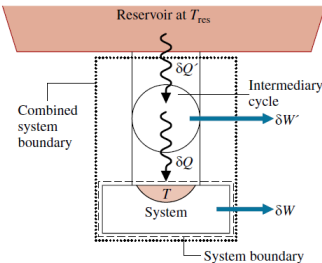 Reservoir at T_res
δQ´
Intermediary
cycle
Combined
system
boundary
δW´
δQ
T
System
δW
System boundary